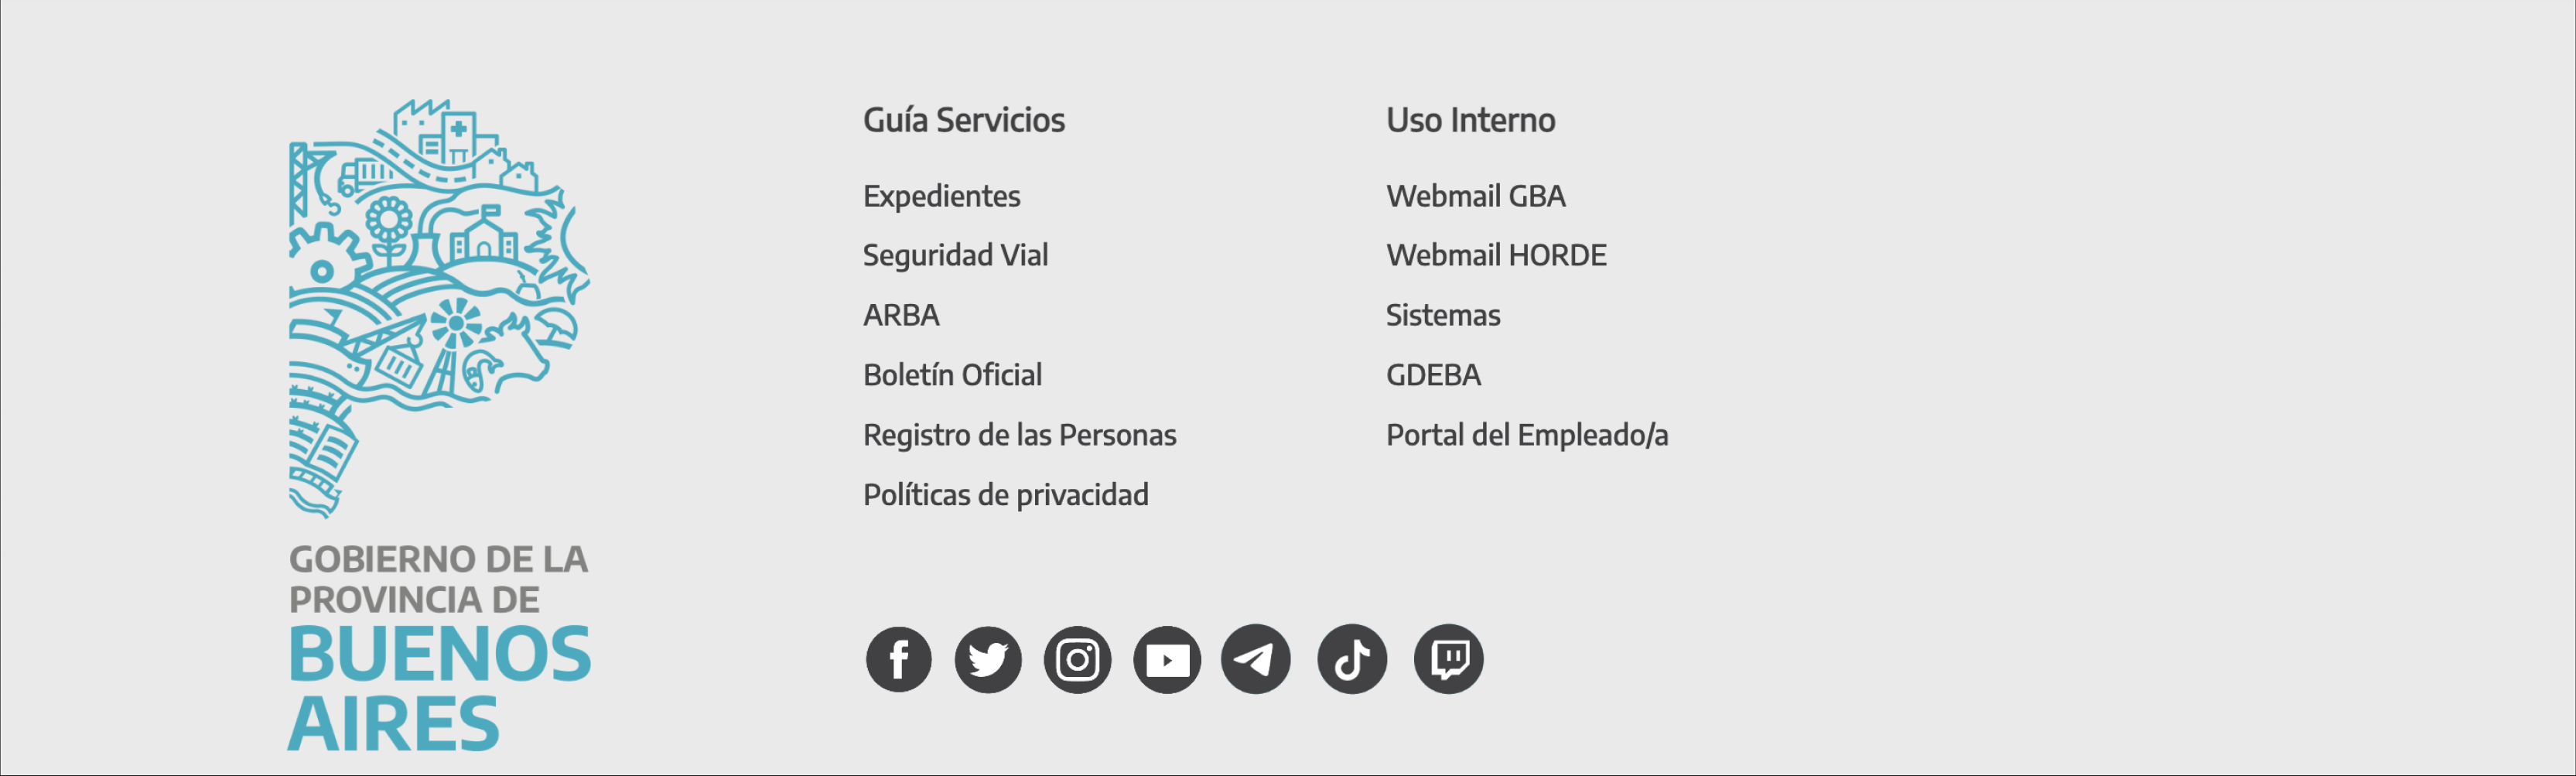 GOBIERNO DE LA
PROVINCIA DE
BUENOS
AIRES
Guía Servicios
Expedientes
Seguridad Vial
ARBA
Boletín Oficial
Registro de las Personas
Políticas de privacidad
Uso Interno
Webmail GBA
Webmail HORDE
Sistemas
GDEBA
Portal del Empleado/a